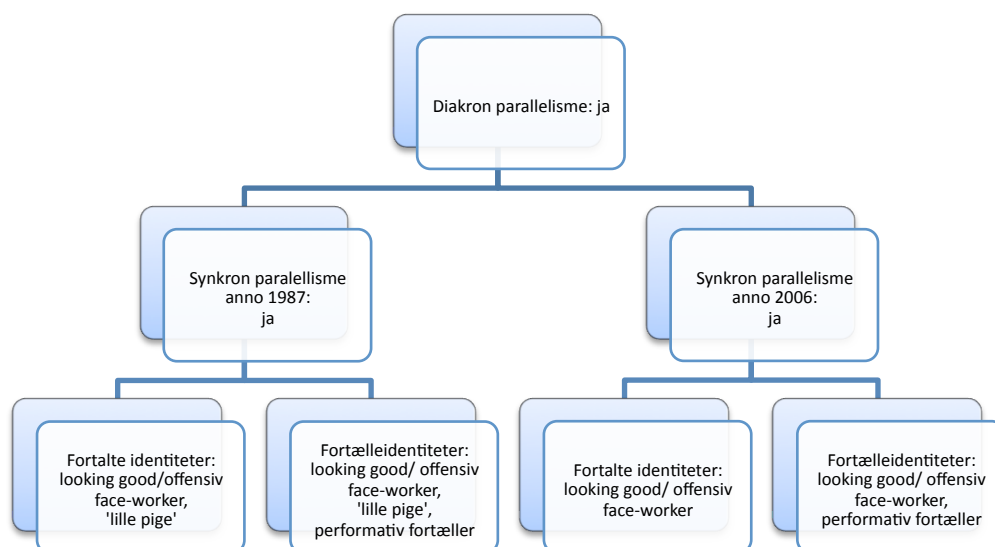 Diakron parallelisme: ja
Synkron paralellisme
anno 1987:
ja
Synkron parallelisme
anno 2006:
ja
Fortalte identiteter:
looking good/offensiv
face-worker,
'lille pige'
Fortælleidentiteter:
looking good/ offensiv
face-worker,
'lille pige',
performativ fortæller
Fortalte identiteter:
looking good/ offensiv
face-worker
Fortælleidentiteter:
looking good/ offensiv
face-worker,
performativ fortæller